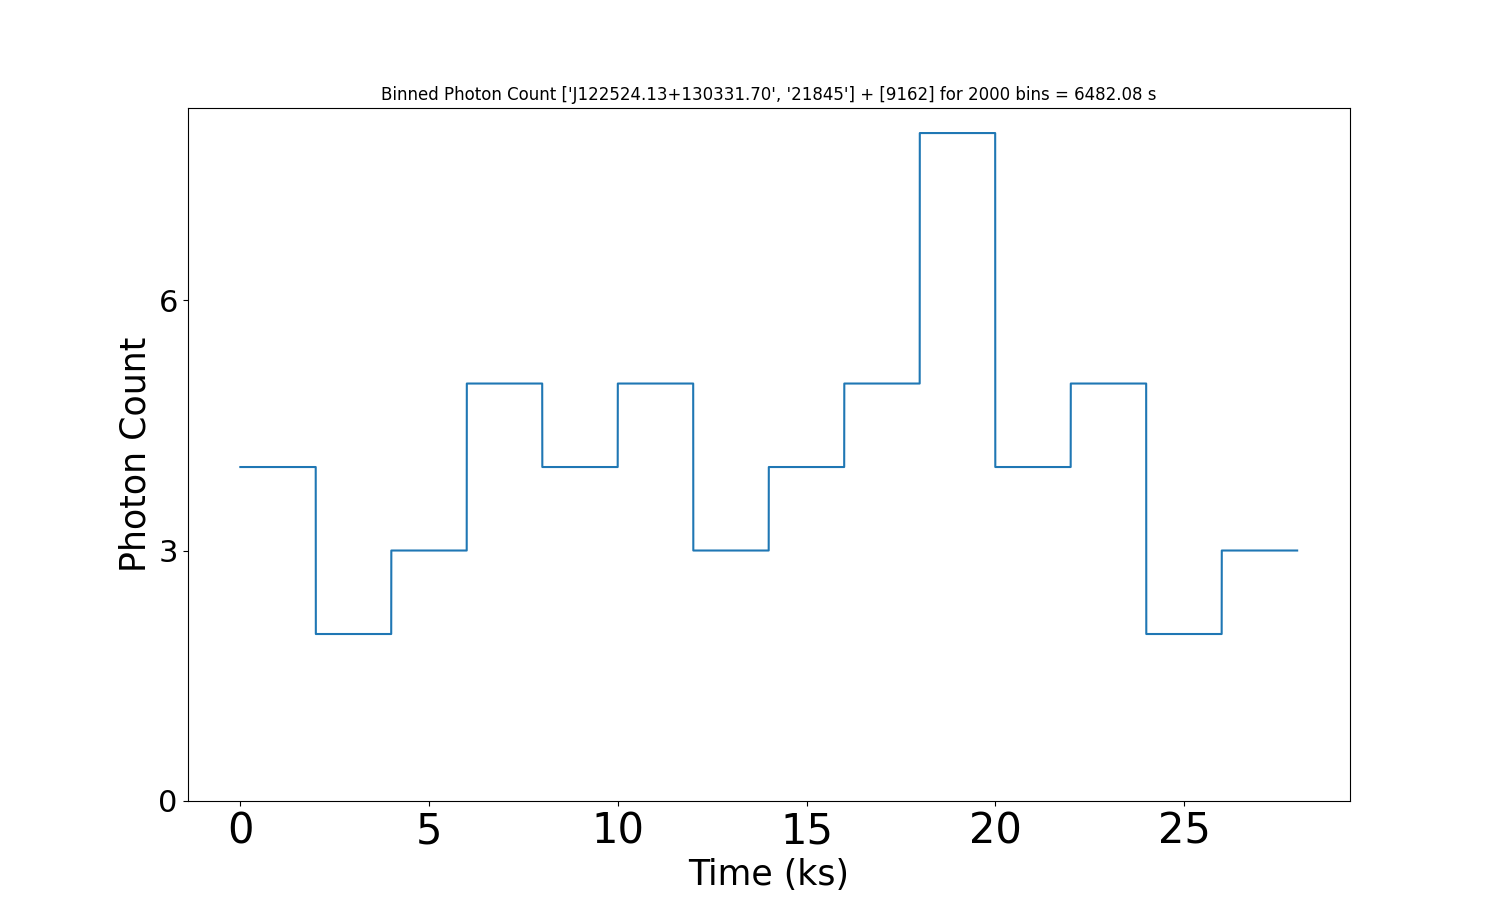 Binned Photon Count ['J122524.13+130331.70', '21845'] + [9162] for 2000 bins = 6482.08 s
Photon Count
6
3
0
0 5 10 15 20 25
Time (ks)